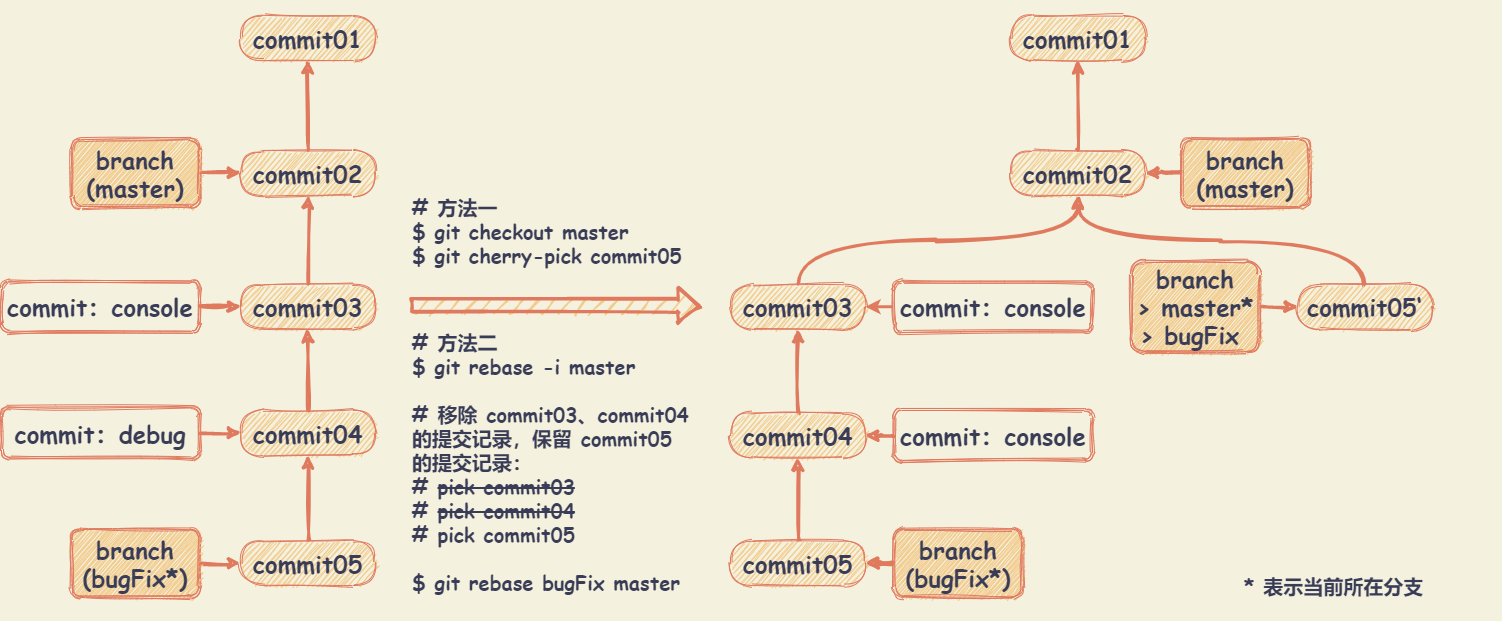 commit01
branch
(master)
commit02
commit：console
commit03
commit：debug
commit04
branch
(bugFix*)
commit05
# 方法一
$ git checkout master
$ git cherry-pick commit05
# 方法二
$ git rebase -i master
# 移除 commit03、commit04
的提交记录，保留 commit05
的提交记录：
# pick commit03
# pick commit04
# pick commit05
$ git rebase bugFix master
commit01
commit02
branch
(master)
commit03
commit：console
branch
> master*
> bugFix
commit05'
commit04
commit：console
commit05
branch
(bugFix*)
* 表示当前所在分支